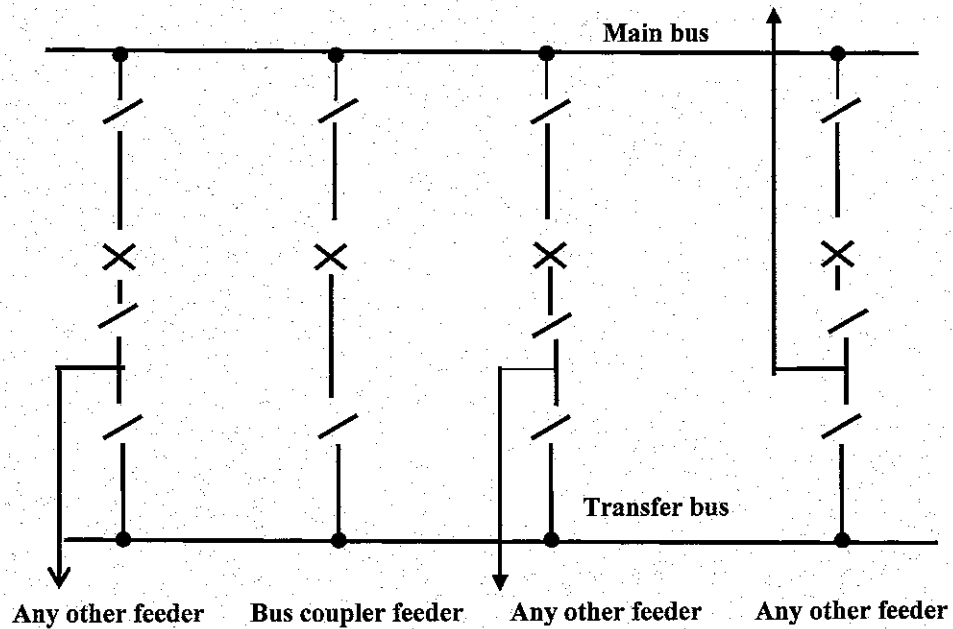 Main bus
Transfer bus
Any other feeder
Bus coupler feeder
Any other feeder
Any other feeder